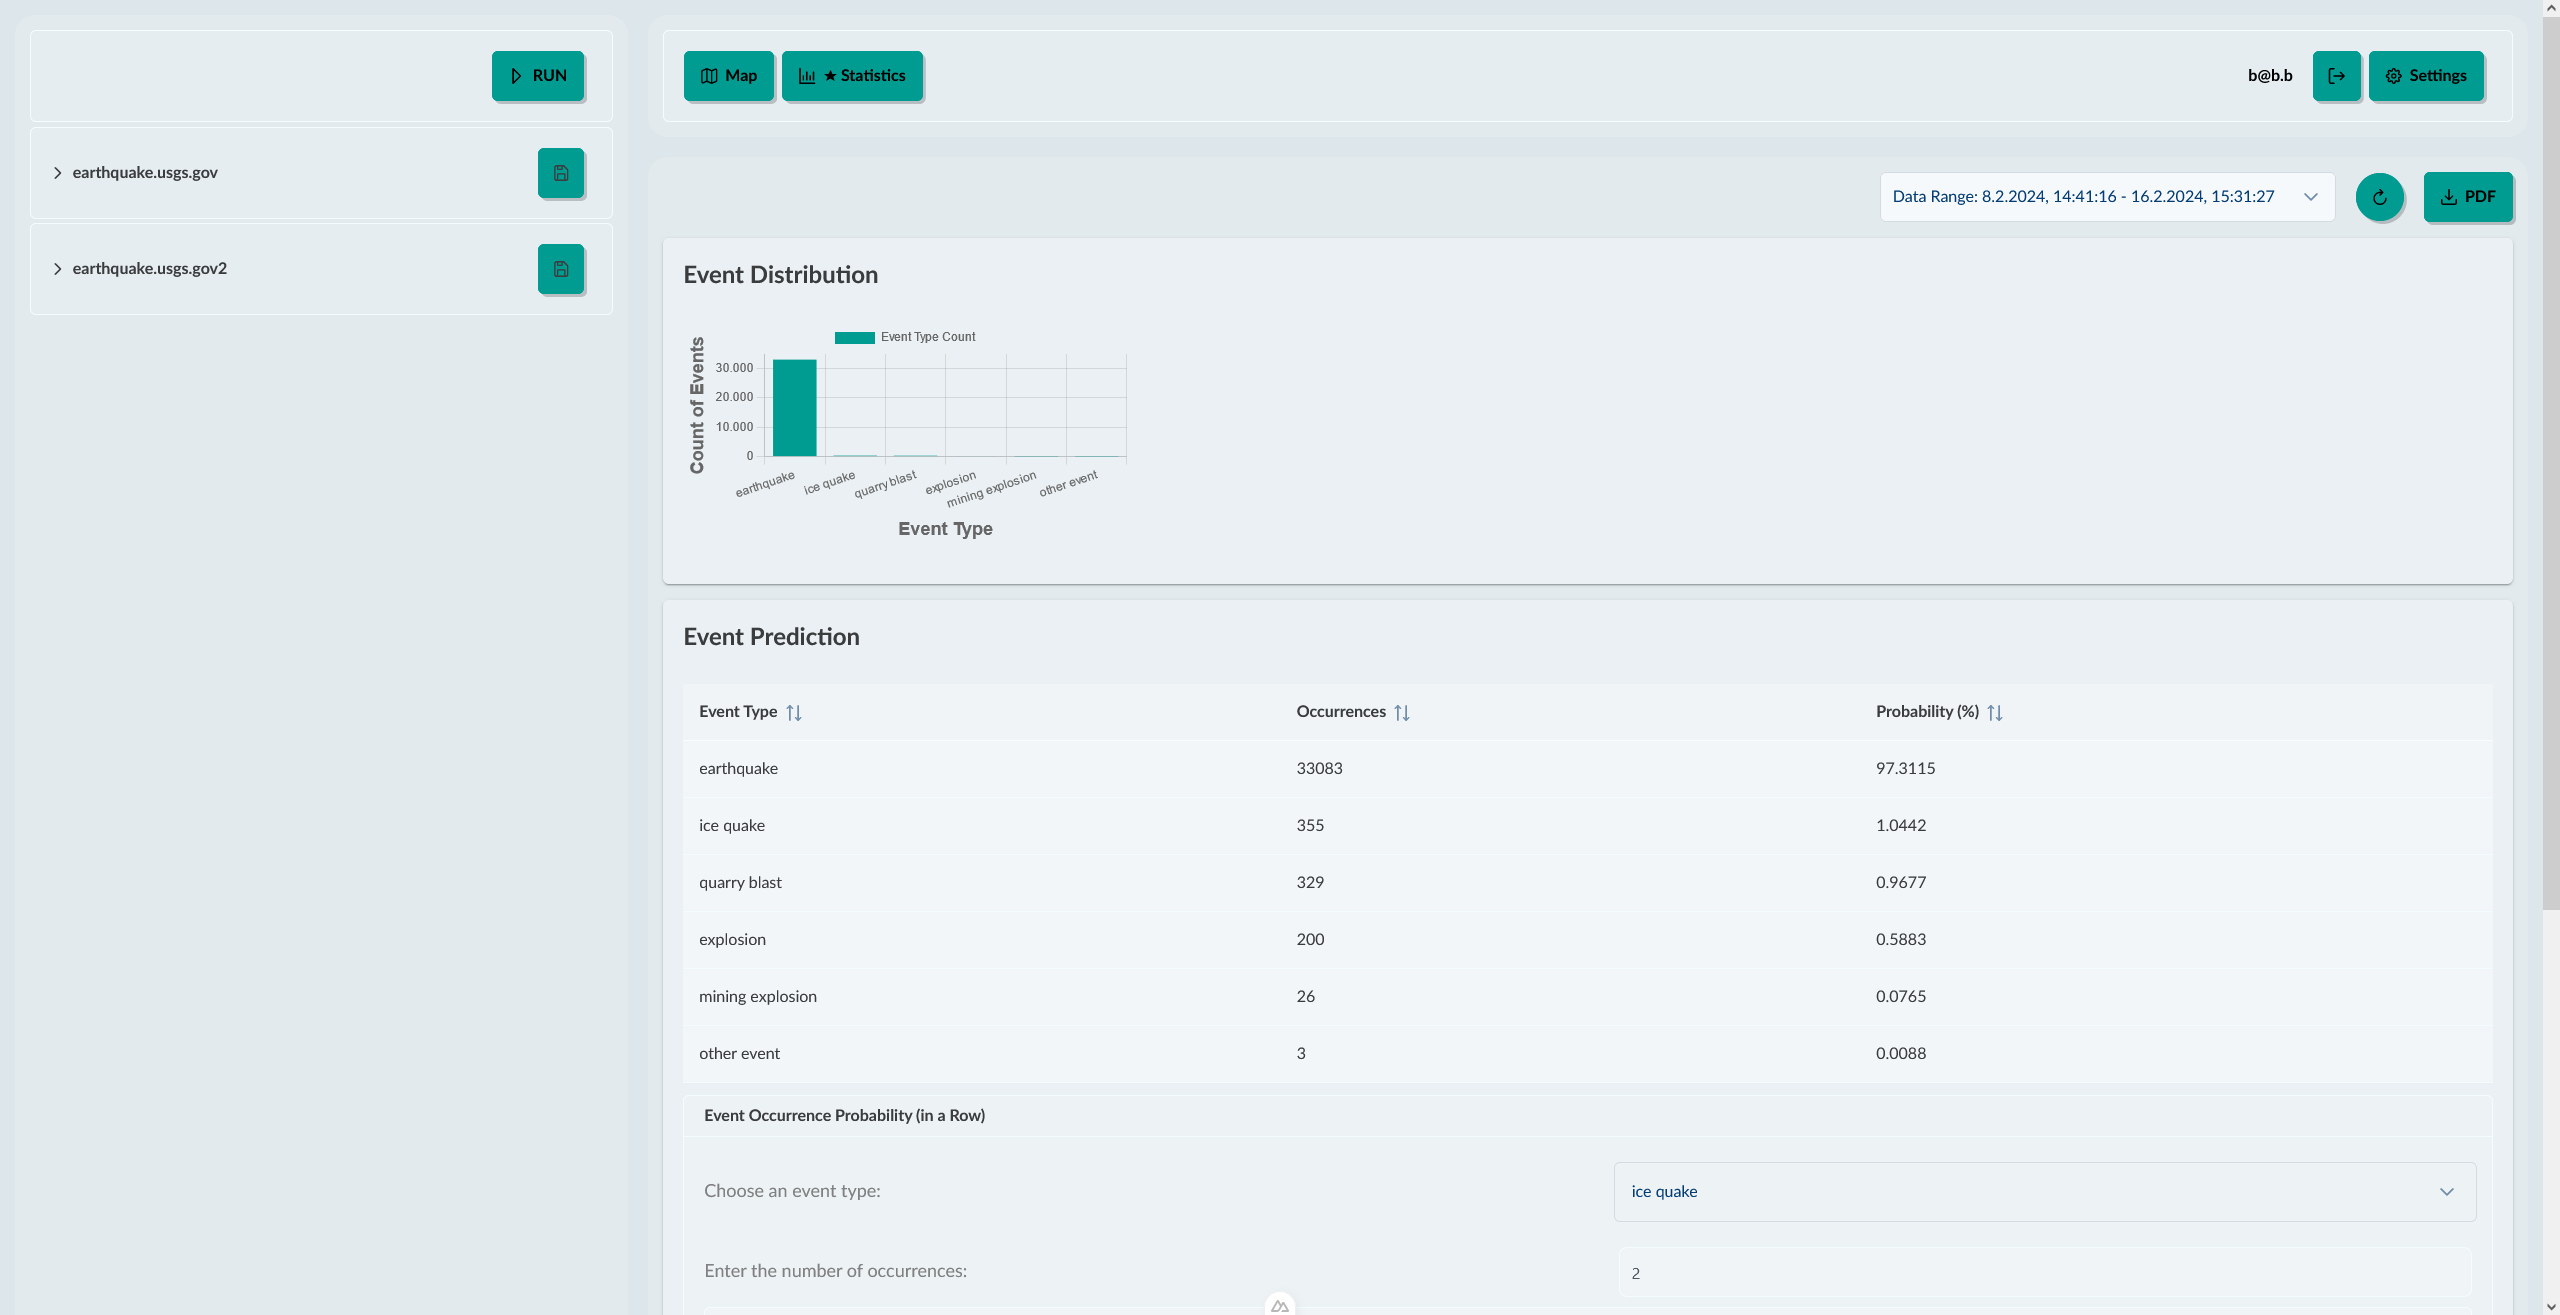 RUN
earthquake.usgs.gov
earthquake.usgs.gov2
Map
★ Statistics
b@b.b
Settings
Data Range: 8.2.2024, 14:41:16 - 16.2.2024, 15:31:27
PDF
Event Distribution
Event Type Count
Count of Events
30.000
20.000
10.000
0
earthquake
ice quake
quarry blast
explosion
mining explosion
other event
Event Type
Event Prediction
Event Type Occurrences Probability (%)
earthquake 33083 97.3115
ice quake 355 1.0442
quarry blast 329 0.9677
explosion 200 0.5883
mining explosion 26 0.0765
other event 3 0.0088
Event Occurrence Probability (in a Row)
Choose an event type: ice quake
Enter the number of occurrences: 2